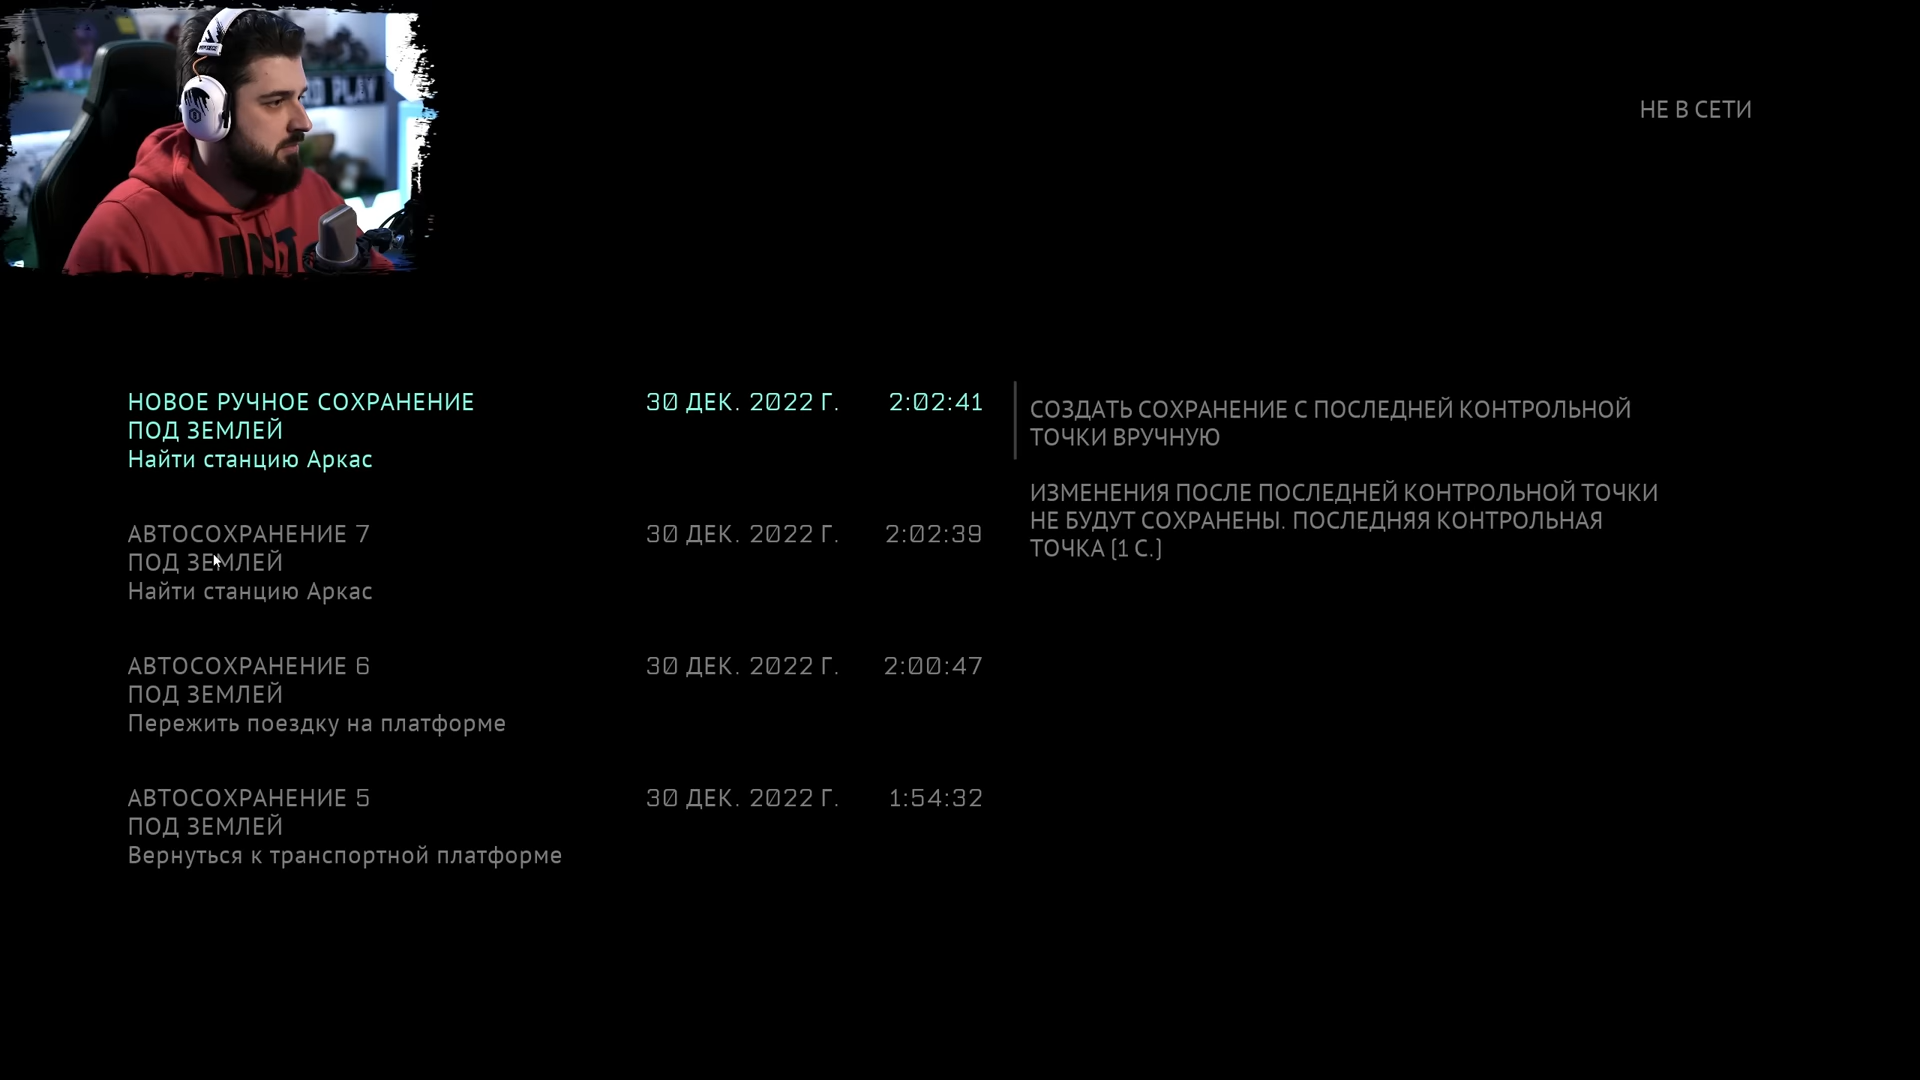 НЕ В СЕТИ
НОВОЕ РУЧНОЕ СОХРАНЕНИЕ 30 ДЕК. 2022 Г. 2:02:41
ПОД ЗЕМЛЕЙ
Найти станцию Аркас
АВТОСОХРАНЕНИЕ 7 30 ДЕК. 2022 Г. 2:02:39
ПОД ЗЕМЛЕЙ
Найти станцию Аркас
АВТОСОХРАНЕНИЕ 6 30 ДЕК. 2022 Г. 2:00:47
ПОД ЗЕМЛЕЙ
Пережить поездку на платформе
АВТОСОХРАНЕНИЕ 5 30 ДЕК. 2022 Г. 1:54:32
ПОД ЗЕМЛЕЙ
Вернуться к транспортной платформе
СОЗДАТЬ СОХРАНЕНИЕ С ПОСЛЕДНЕЙ КОНТРОЛЬНОЙ
ТОЧКИ ВРУЧНУЮ
ИЗМЕНЕНИЯ ПОСЛЕ ПОСЛЕДНЕЙ КОНТРОЛЬНОЙ ТОЧКИ
НЕ БУДУТ СОХРАНЕНЫ. ПОСЛЕДНЯЯ КОНТРОЛЬНАЯ
ТОЧКА [1 С.]
PLAY